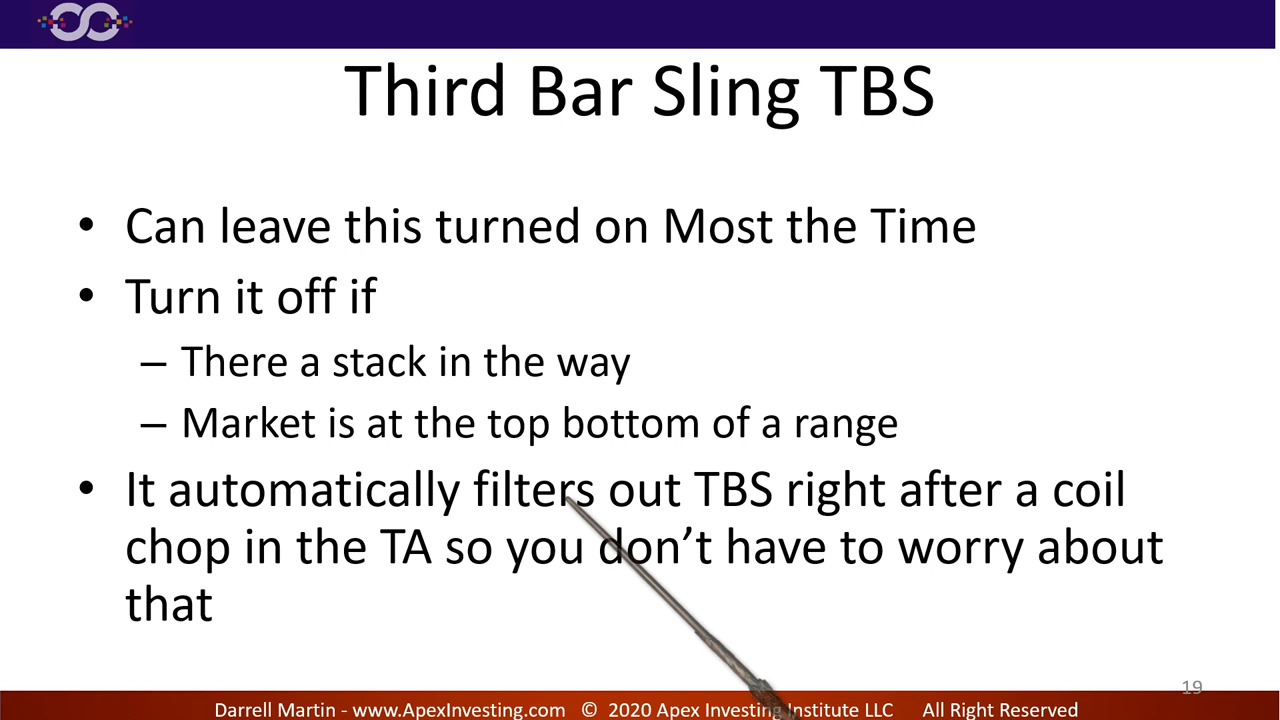 Third Bar Sling TBS
• Can leave this turned on Most the Time
• Turn it off if
– There a stack in the way
– Market is at the top bottom of a range
• It automatically filters out TBS right after a coil
chop in the TA so you don’t have to worry about
that
19
Darrell Martin - www.ApexInvesting.com © 2020 Apex Investing Institute LLC All Right Reserved